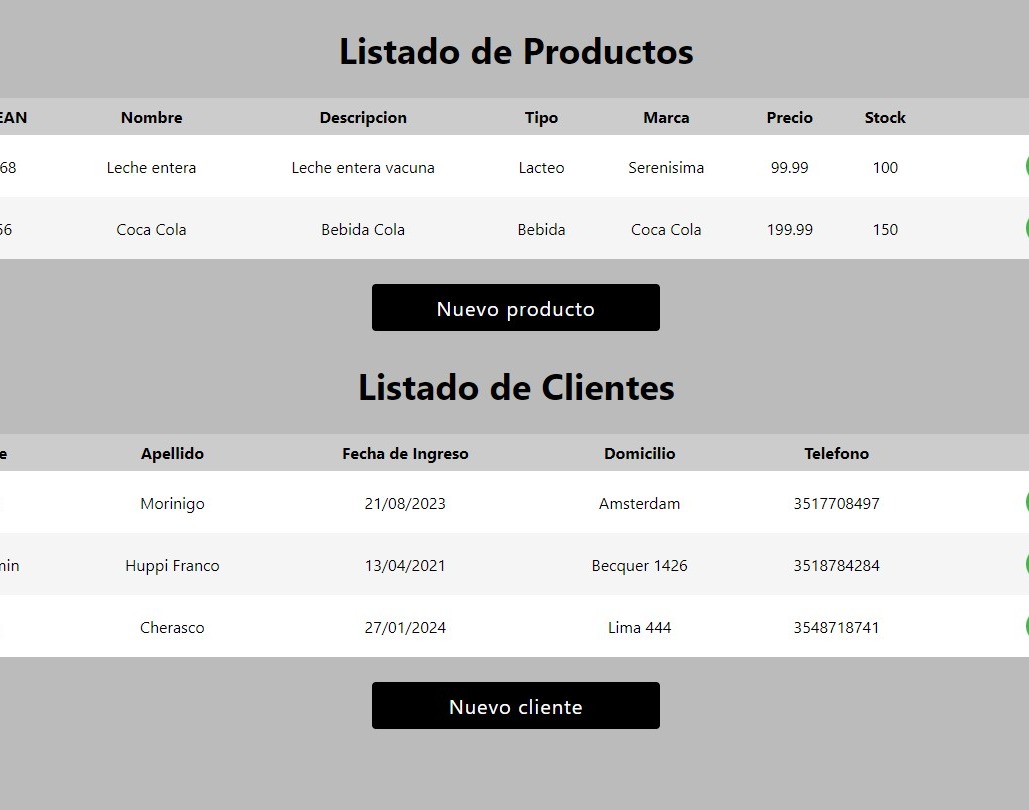 Listado de Productos
EAN Nombre Descripcion Tipo Marca Precio Stock
68 Leche entera Leche entera vacuna Lacteo Serenisima 99.99 100
56 Coca Cola Bebida Cola Bebida Coca Cola 199.99 150
Nuevo producto
Listado de Clientes
e Apellido Fecha de Ingreso Domicilio Telefono
Morinigo 21/08/2023 Amsterdam 3517708497
min Huppi Franco 13/04/2021 Becquer 1426 3518784284
Cherasco 27/01/2024 Lima 444 3548718741
Nuevo cliente